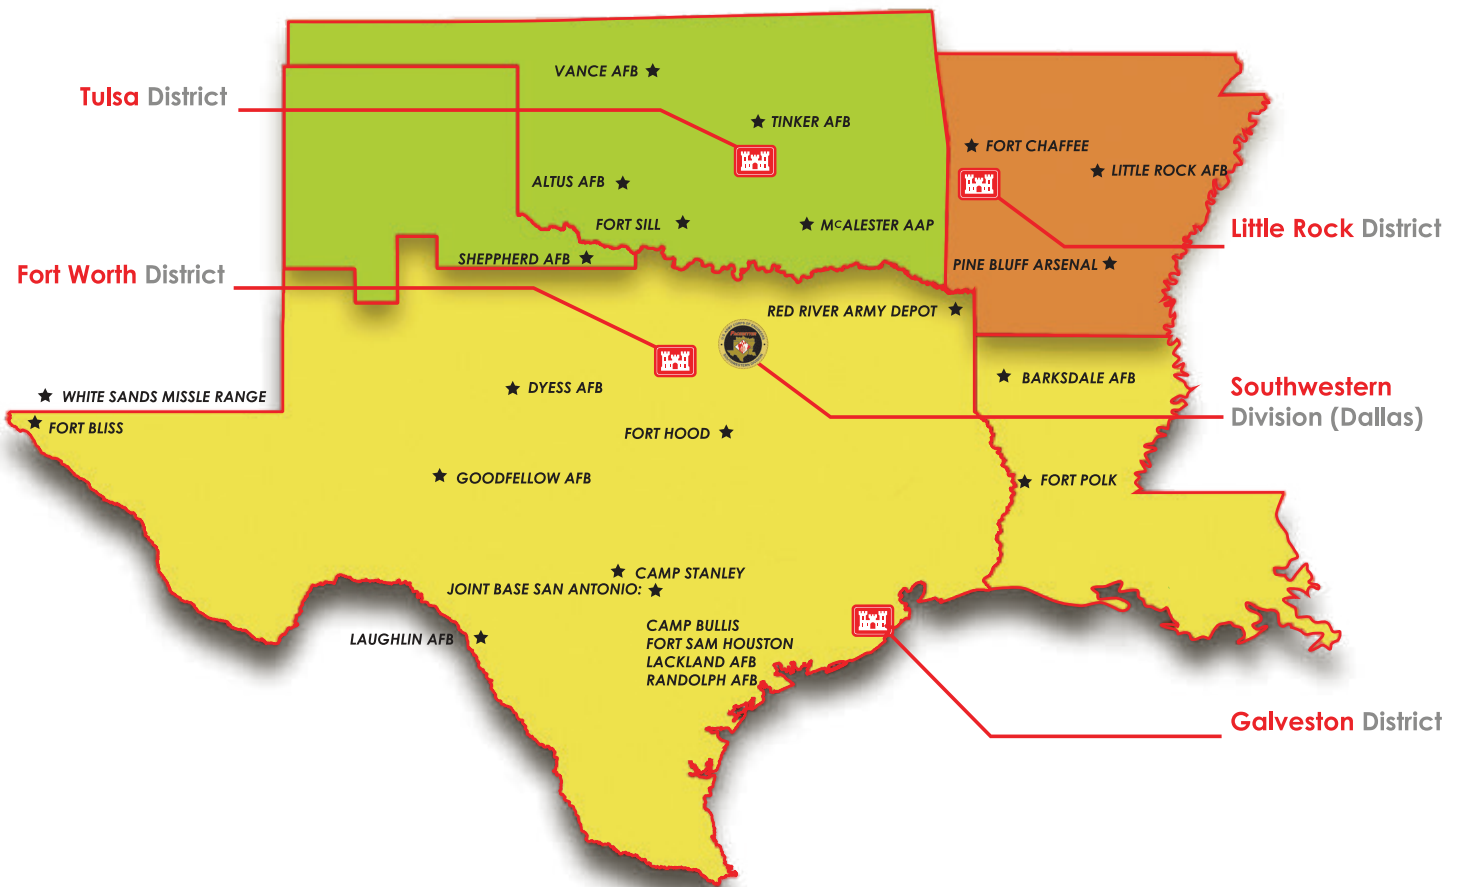 VANCE AFB
Tulsa District
TINKER AFB
FORT CHAFFEE
LITTLE ROCK AFB
ALTUS AFB
FORT SILL
McALESTER AAP
Little Rock District
SHEPPHERD AFB
PINE BLUFF ARSENAL
Fort Worth District
RED RIVER ARMY DEPOT
BARKSDALE AFB
DYESS AFB
WHITE SANDS MISSLE RANGE
Southwestern
Division (Dallas)
FORT BLISS
FORT HOOD
GOODFELLOW AFB
FORT POLK
CAMP STANLEY
JOINT BASE SAN ANTONIO:
CAMP BULLIS
FORT SAM HOUSTON
LACKLAND AFB
RANDOLPH AFB
LAUGHLIN AFB
Galveston District